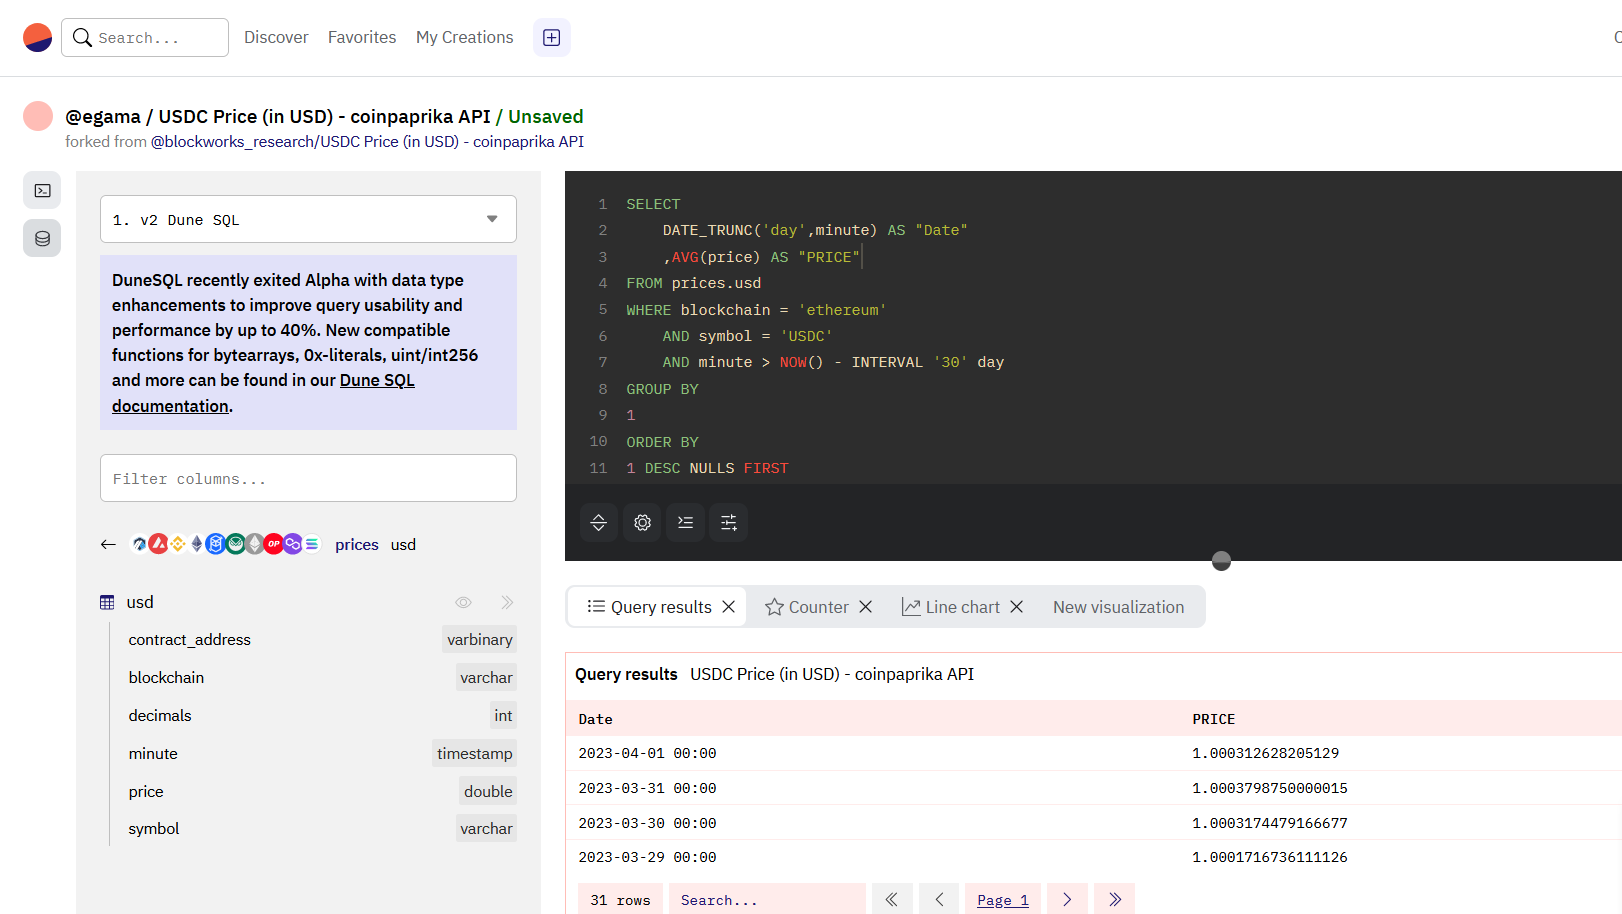 Search...
Discover
Favorites
My Creations
@egama / USDC Price (in USD) - coinpaprika API / Unsaved
forked from @blockworks_research/USDC Price (in USD) - coinpaprika API
1. v2 Dune SQL
DuneSQL recently exited Alpha with data type
enhancements to improve query usability and
performance by up to 40%. New compatible
functions for bytearrays, 0x-literals, uint/int256
and more can be found in our Dune SQL
documentation.
Filter columns...
OP
prices usd
usd
contract_address varbinary
blockchain varchar
decimals int
minute timestamp
price double
symbol varchar
1 SELECT
2 DATE_TRUNC('day',minute) AS "Date"
3 ,AVG(price) AS "PRICE"
4 FROM prices.usd
5 WHERE blockchain = 'ethereum'
6 AND symbol = 'USDC'
7 AND minute > NOW() - INTERVAL '30' day
8 GROUP BY
9 1
10 ORDER BY
11 1 DESC NULLS FIRST
Query results
Counter
Line chart
New visualization
Query results USDC Price (in USD) - coinpaprika API
Date PRICE
2023-04-01 00:00 1.000312628205129
2023-03-31 00:00 1.0003798750000015
2023-03-30 00:00 1.0003174479166677
2023-03-29 00:00 1.0001716736111126
31 rows
Search...
Page 1